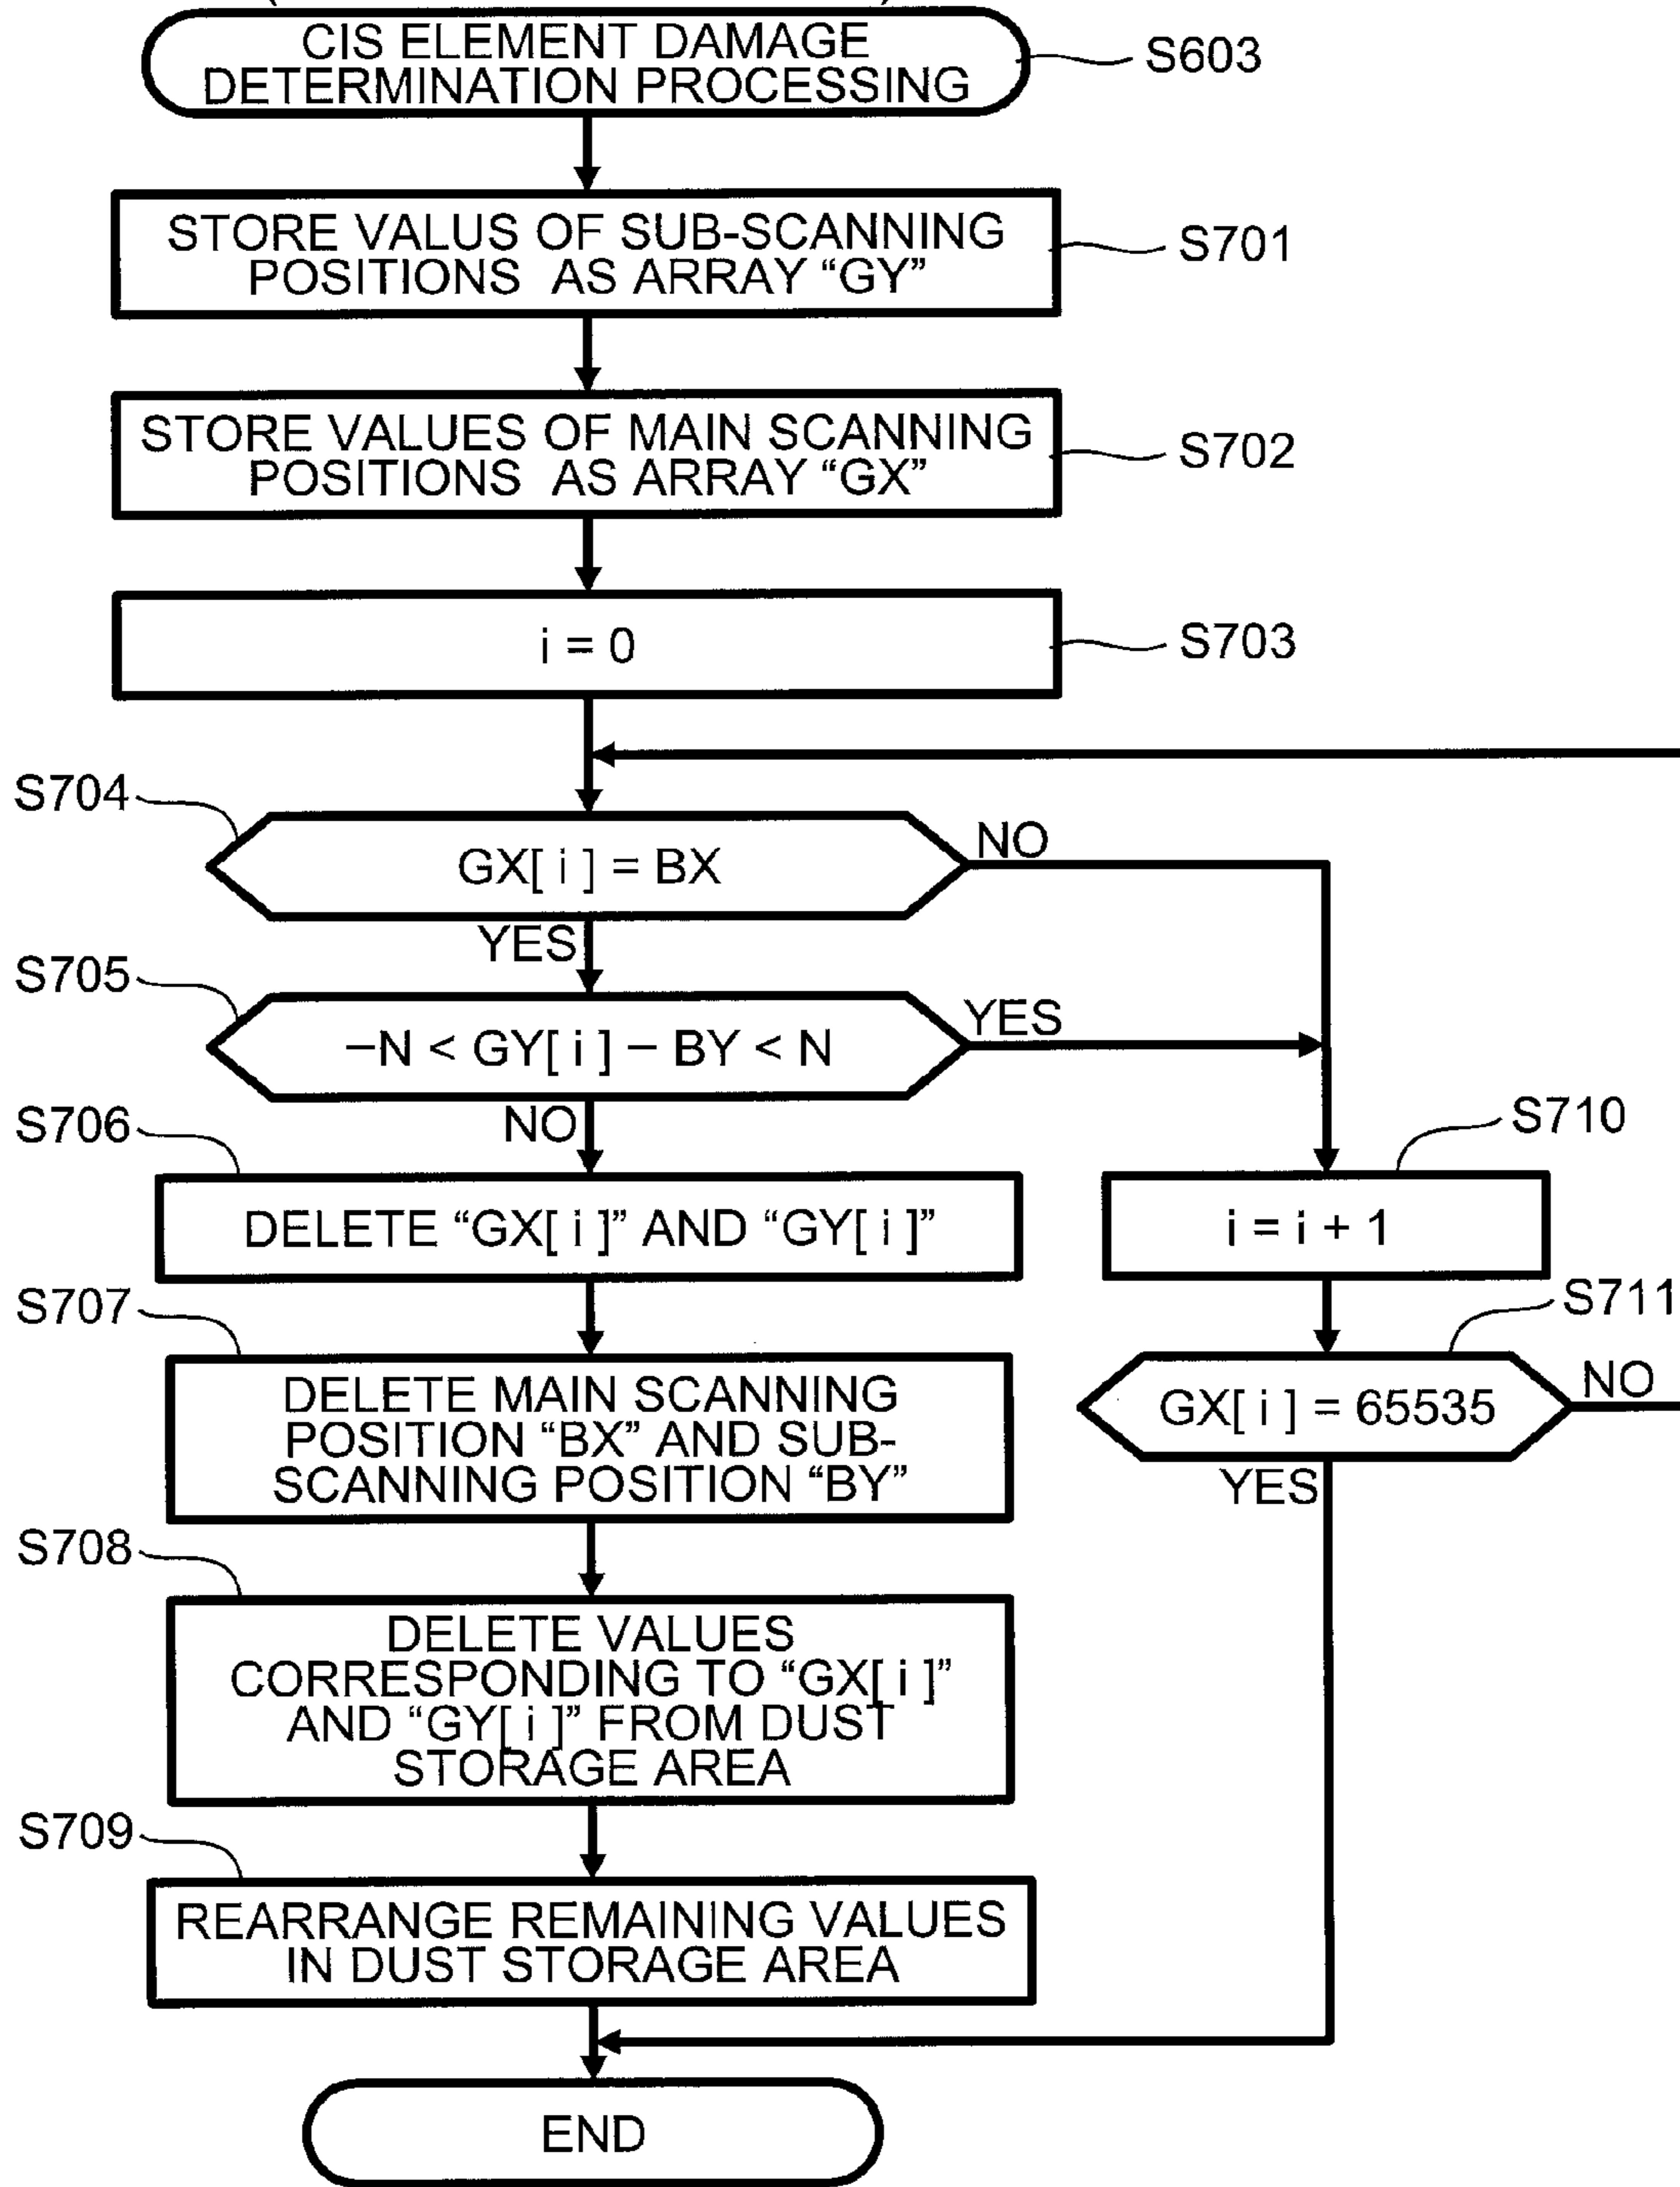 CIS ELEMENT DAMAGE
DETERMINATION PROCESSING
S603
STORE VALUS OF SUB-SCANNING
POSITIONS AS ARRAY “GY”
S701
STORE VALUES OF MAIN SCANNING
POSITIONS AS ARRAY “GX”
S702
i = 0
S703
S704
GX[ i ] = BX
NO
YES
S705
–N < GY[ i ] – BY < N
YES
NO
S706
DELETE “GX[ i ]” AND “GY[ i ]”
S710
i = i + 1
S707
DELETE MAIN SCANNING
POSITION “BX” AND SUB-
SCANNING POSITION “BY”
S711
GX[ i ] = 65535
NO
YES
S708
DELETE VALUES
CORRESPONDING TO “GX[ i ]”
AND “GY[ i ]” FROM DUST
STORAGE AREA
S709
REARRANGE REMAINING VALUES
IN DUST STORAGE AREA
END